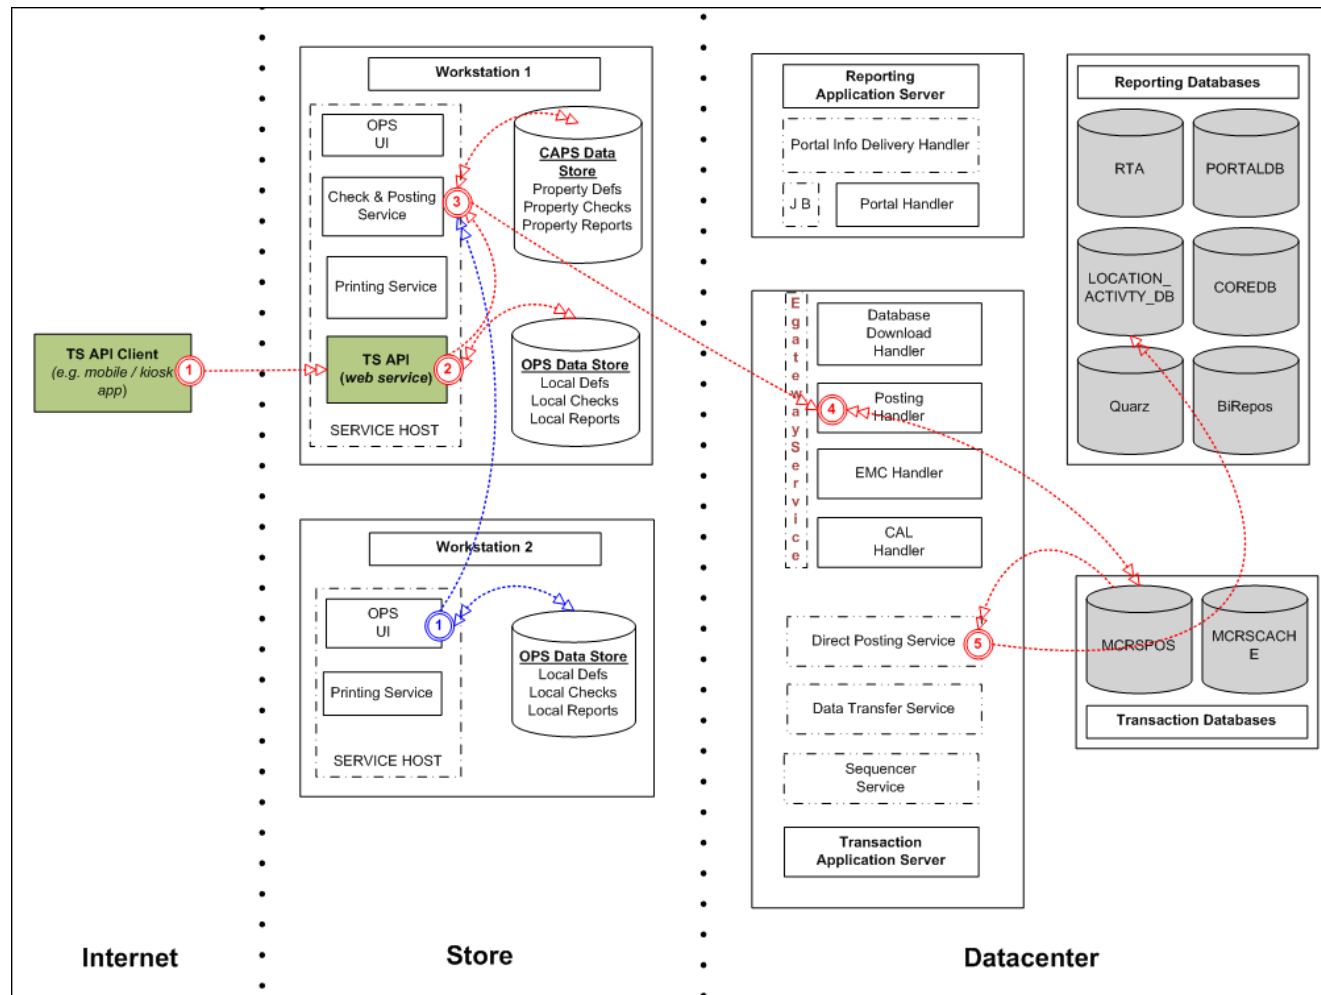 Workstation 1
OPS
UI
Check & Posting
Service
3
Printing Service
TS API
(web service)
2
SERVICE HOST
CAPS Data
Store
Property Defs
Property Checks
Property Reports
OPS Data Store
Local Defs
Local Checks
Local Reports
TS API Client
(e.g. mobile / kiosk
app)
1
Workstation 2
OPS
UI
1
Printing Service
SERVICE HOST
OPS Data Store
Local Defs
Local Checks
Local Reports
Reporting
Application Server
Portal Info Delivery Handler
J B
Portal Handler
Reporting Databases
RTA
PORTALDB
LOCATION_
ACTIVTY_DB
COREDB
Quarz
BiRepos
E
g
a
t
e
w
a
y
S
e
r
v
i
c
e
Database
Download
Handler
4
Posting
Handler
EMC Handler
CAL
Handler
Direct Posting Service
5
Data Transfer Service
Sequencer
Service
Transaction
Application Server
MCRSPOS
MCRSCACH
E
Transaction Databases
Internet
Store
Datacenter